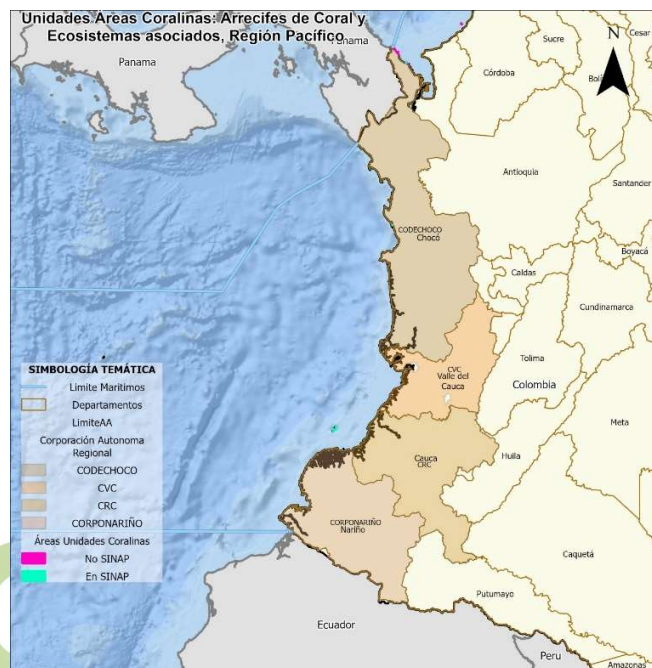 Unidades Áreas Coralinas: Arrecifes de Coral y
Ecosistemas asociados, Región Pacífico
Panama
Panama
N
Sucre
Cesar
Córdoba
Antioquia
Santander
Boyacá
CODECHOCO
Chocó
Caldas
Cundinamarca
CVC
Valle del
Cauca
Tolima
Colombia
Meta
Cauca
CRC
Huila
CORPONARIÑO
Nariño
Caquetá
Putumayo
Ecuador
Peru
Amazonas
SIMBOLOGÍA TEMÁTICA
Limite Maritimos
Departamentos
LimiteAA
Corporación Autonoma
Regional
CODECHOCO
CVC
CRC
CORPONARIÑO
Áreas Unidades Coralinas
No SINAP
En SINAP